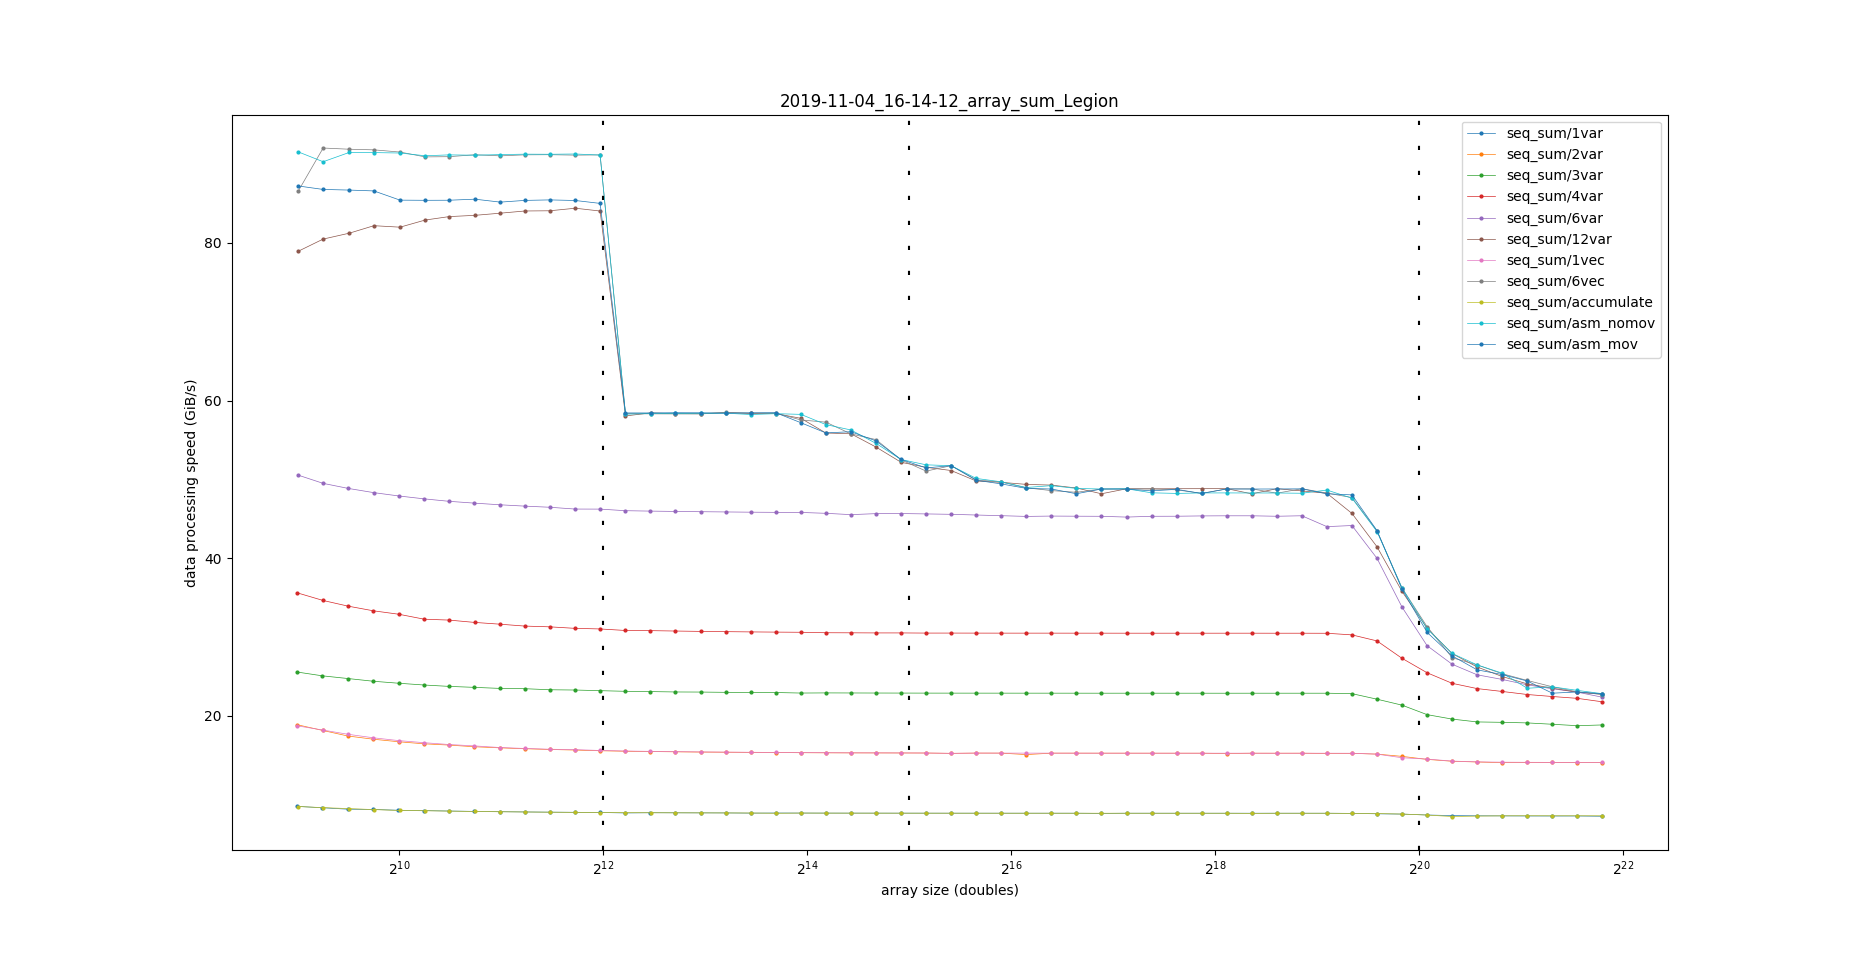 2019-11-04_16-14-12_array_sum_Legion
data processing speed (GiB/s)
80
60
40
20
2^10
2^12
2^14
2^16
2^18
2^20
2^22
array size (doubles)
seq_sum/1var
seq_sum/2var
seq_sum/3var
seq_sum/4var
seq_sum/6var
seq_sum/12var
seq_sum/1vec
seq_sum/6vec
seq_sum/accumulate
seq_sum/asm_nomov
seq_sum/asm_mov